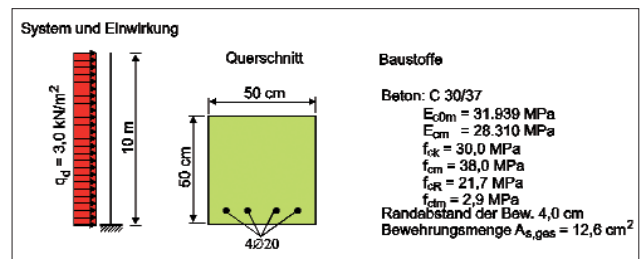 System und Einwirkung
Querschnitt
Baustoffe
q_d = 3,0 kN/m²
10 m
50 cm
50 cm
4Ø20
Beton: C 30/37
E_c0m = 31.939 MPa
E_cm = 28.310 MPa
f_ck = 30,0 MPa
f_cm = 38,0 MPa
f_cR = 21,7 MPa
f_ctm = 2,9 MPa
Randabstand der Bew. 4,0 cm
Bewehrungsmenge A_s,ges = 12,6 cm²